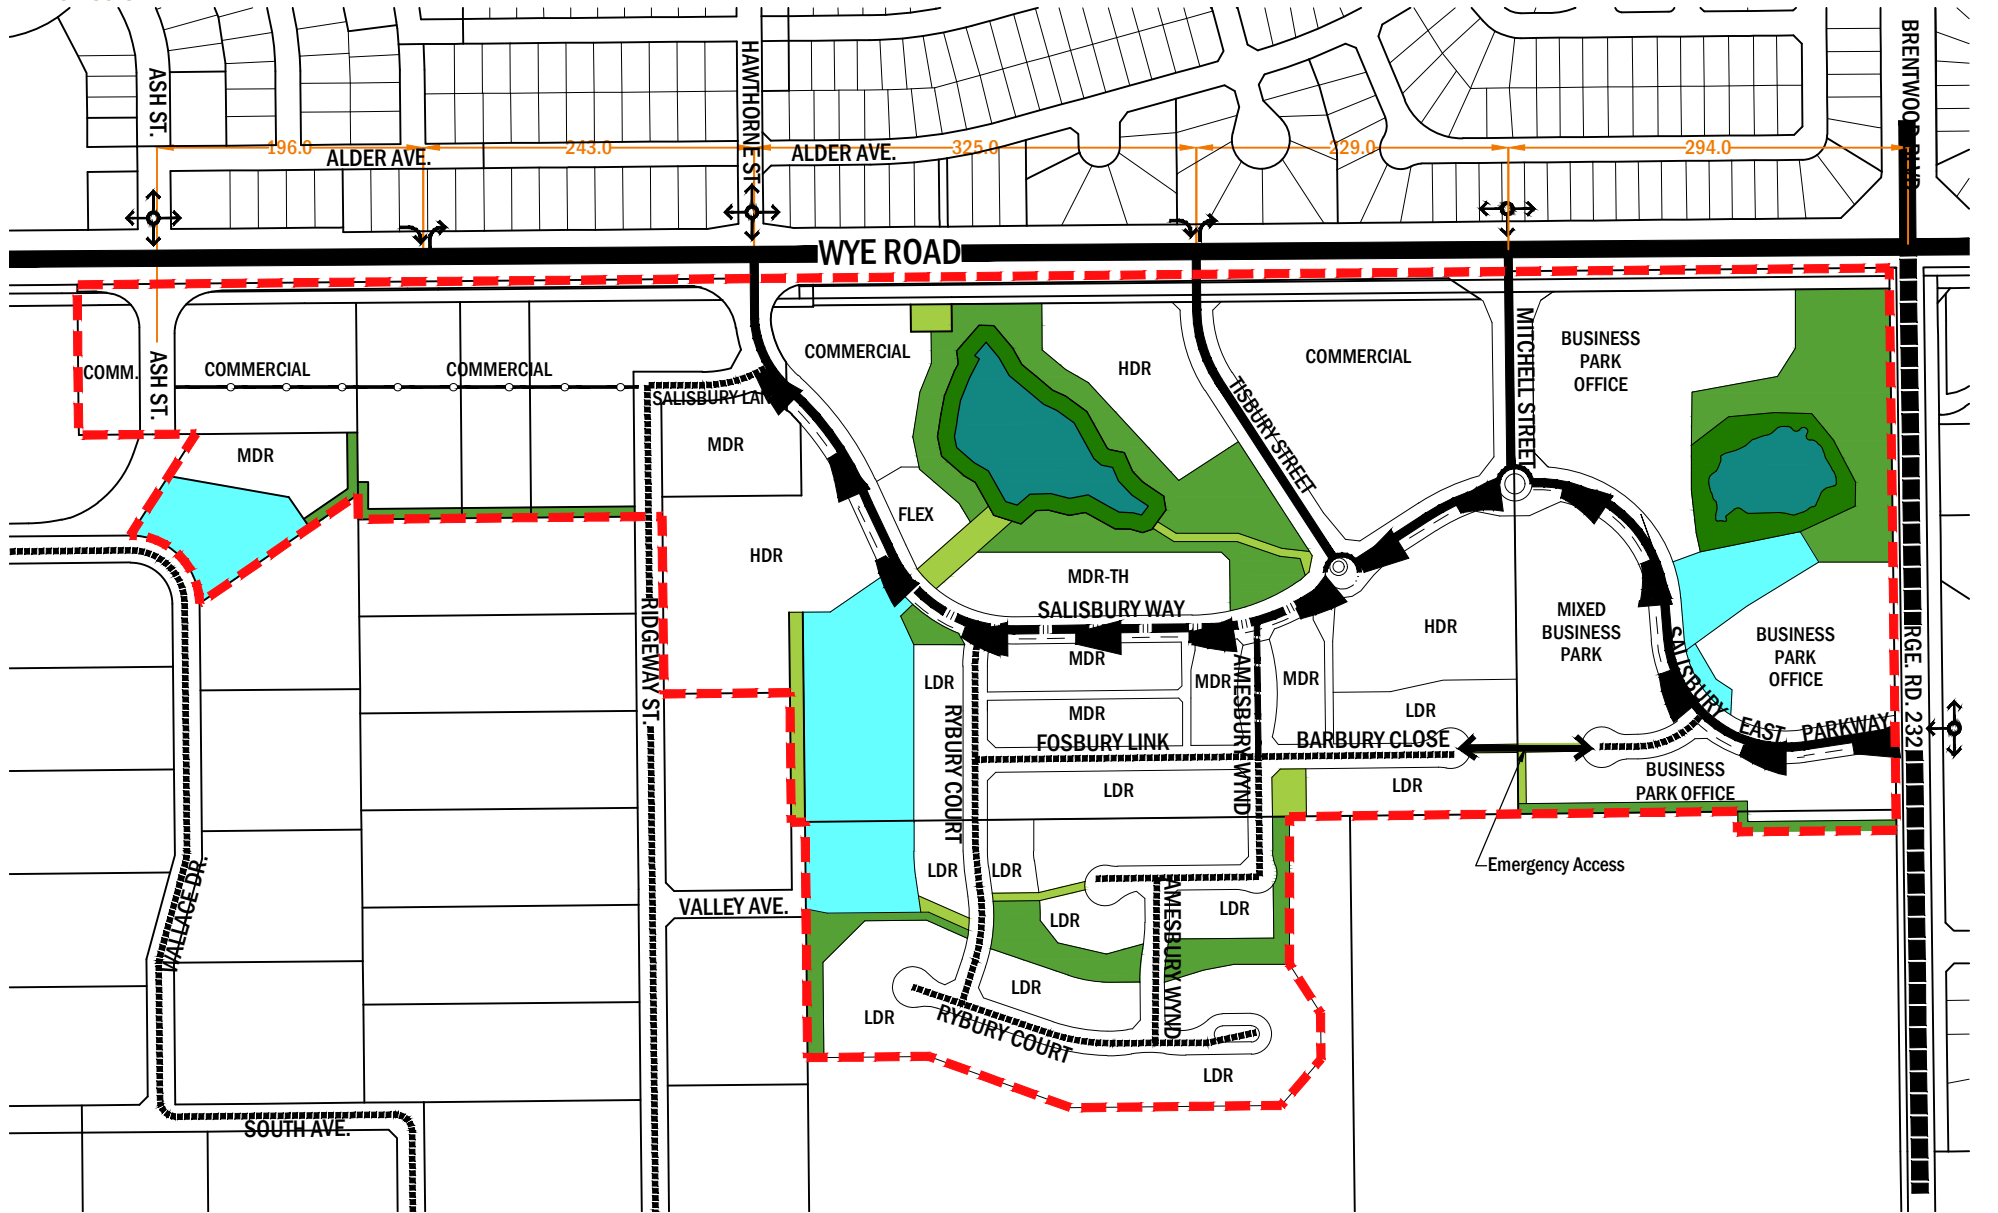 BRENTWOOD BLVD.
HAWTHORNE ST.
ASH ST.
196.0
243.0
325.0
229.0
294.0
ALDER AVE.
ALDER AVE.
WYE ROAD
COMM.
ASH ST.
COMMERCIAL
COMMERCIAL
COMMERCIAL
HDR
COMMERCIAL
MITCHELL STREET
BUSINESS
PARK
OFFICE
SALISBURY LAN
TISBURY STREET
MDR
MDR
FLEX
HDR
MDR-TH
SALISBURY WAY
RIDGEWAY ST.
HDR
MIXED
BUSINESS
PARK
BUSINESS
PARK
OFFICE
RGE. RD. 232
MDR
LDR
MDR
MDR
AMESBURY WYND
SALISBURY
LDR
MDR
RYBURY COURT
EAST PARKWAY
FOSBURY LINK
BARBURY CLOSE
LDR
LDR
BUSINESS
PARK OFFICE
Emergency Access
LDR
LDR
WALLACE DR.
VALLEY AVE.
LDR
LDR
AMESBURY WYND
LDR
LDR
RYBURY COURT
LDR
SOUTH AVE.